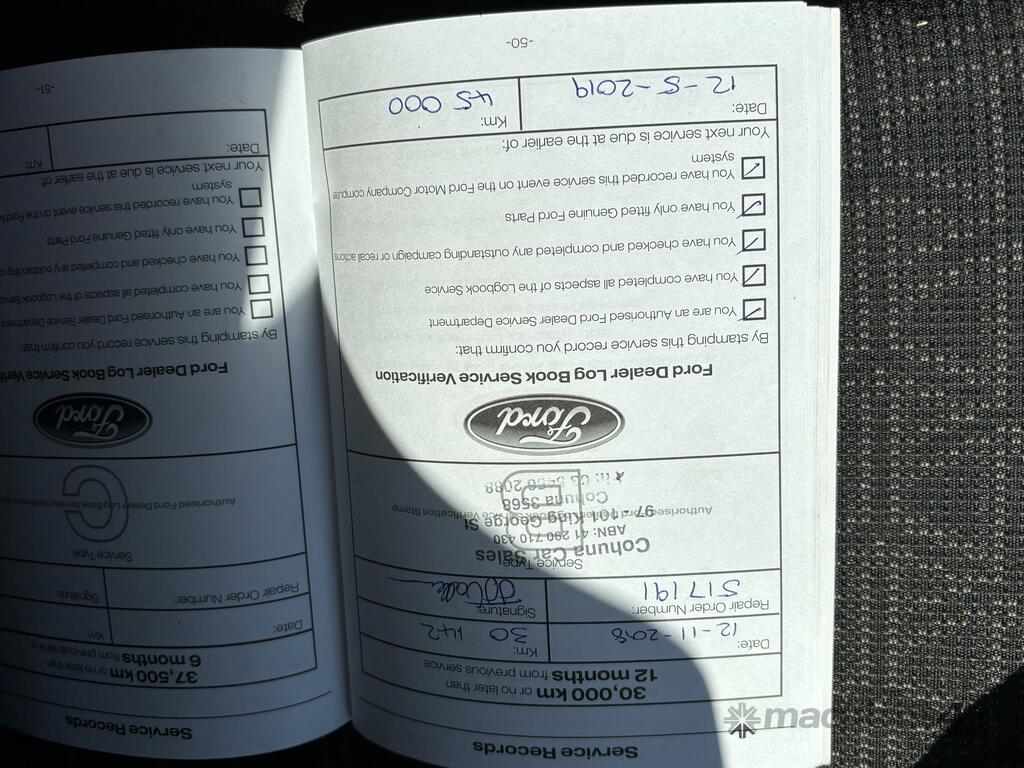 Service Records
30,000 km or no later than
12 months from previous service
Date:
12-11-2018
Km:
30 142
Repair Order Number:
S17191
Signature:
Service Type
Cohuna Car Sales
ABN: 41 290 710 430
97 - 101 King George St
Cohuna 3568
Ford
Ford Dealer Log Book Service Verification
By stamping this service record you confirm that:
You are an Authorised Ford Dealer Service Department
You have completed all aspects of the Logbook Service
You have checked and completed any outstanding campaign or recall actions
You have only fitted Genuine Ford Parts
You have recorded this service event on the Ford Motor Company computer
system
Your next service is due at the earlier of:
Date:
12-5-2019
Km:
45 000
-50-
Service Records
37,500 km or no later than
6 months from previous service
Date:
Km:
Repair Order Number:
Signature:
Service Type
C
Authorised Ford Dealer Log Book Service Verification
Ford
Ford Dealer Log Book Service Verifi
By stamping this service record you confirm that:
You are an Authorised Ford Dealer Service Department
You have completed all aspects of the Logbook Service
You have checked and completed any outstanding
You have only fitted Genuine Ford Parts
You have recorded this service event on the Ford
system
Your next service is due at the earlier of:
Date:
Km:
-51-